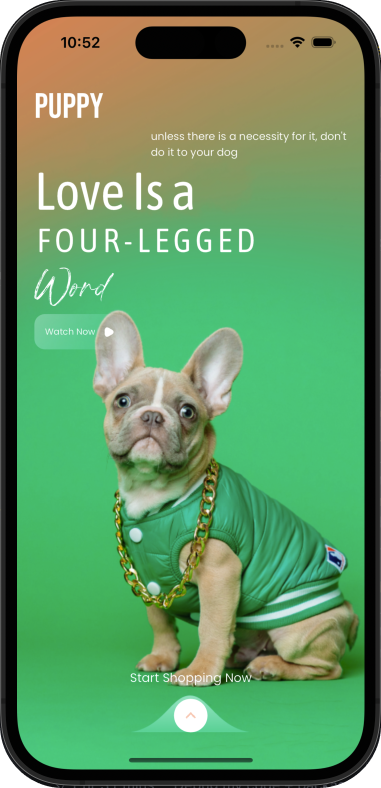 10:52
PUPPY
unless there is a necessity for it, don't
do it to your dog
Love Is a
FOUR-LEGGED
Word
Watch Now
Start Shopping Now